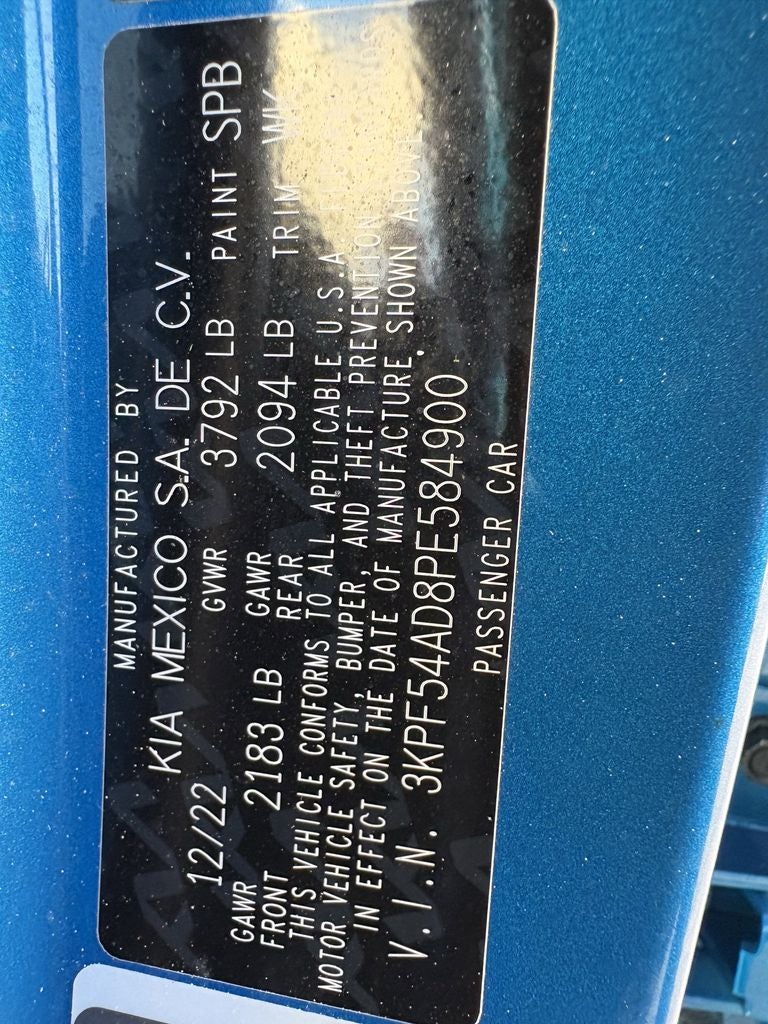 MANUFACTURED BY
KIA MEXICO S.A. DE C.V.
12/22 GVWR 3792 LB PAINT SPB
GAWR FRONT 2183 LB GAWR REAR 2094 LB TRIM WK
THIS VEHICLE CONFORMS TO ALL APPLICABLE U.S.A
MOTOR VEHICLE SAFETY, BUMPER, AND THEFT PREVENTION
IN EFFECT ON THE DATE OF MANUFACTURE SHOWN ABOVE.
V.I.N. 3KPF54AD8PE584900
PASSENGER CAR